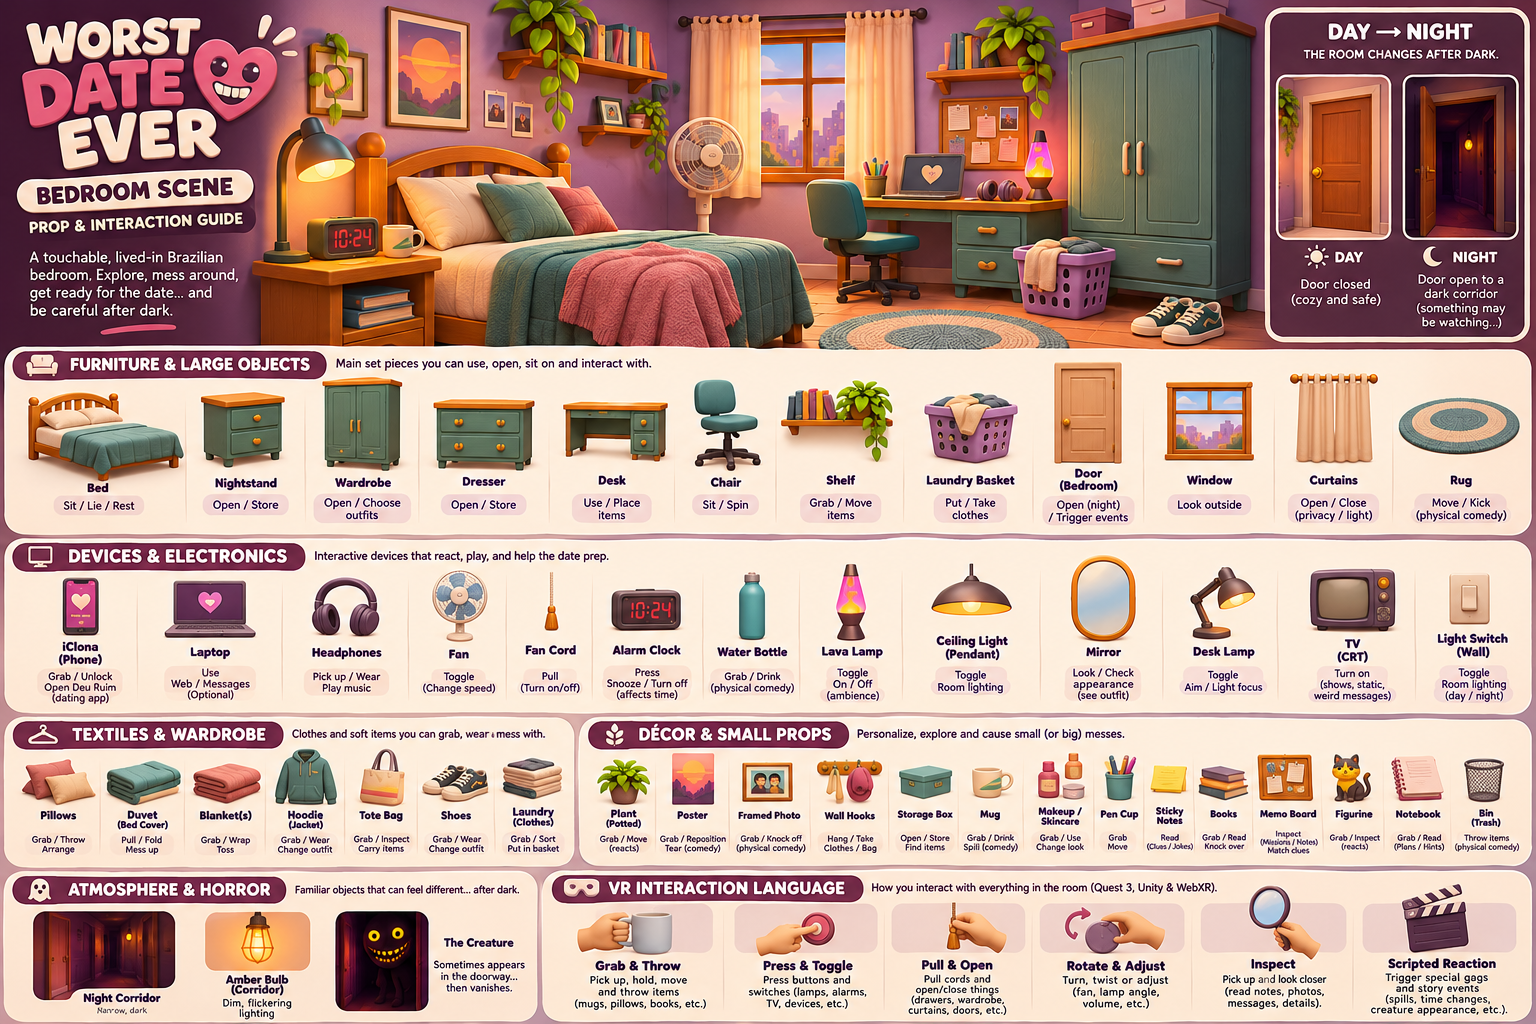 WORST
DATE
EVER
BEDROOM SCENE
PROP & INTERACTION GUIDE
A touchable, lived-in Brazilian
bedroom, Explore, mess around,
get ready for the date... and
be careful after dark.
10:24
DAY → NIGHT
THE ROOM CHANGES AFTER DARK.
DAY
Door closed
(cozy and safe)
NIGHT
Door open to a
dark corridor
(something may
be watching...)
FURNITURE & LARGE OBJECTS
Main set pieces you can use, open, sit on and interact with.
Bed
Sit / Lie / Rest
Nightstand
Open / Store
Wardrobe
Open / Choose
outfits
Dresser
Open / Store
Desk
Use / Place
items
Chair
Sit / Spin
Shelf
Grab / Move
items
Laundry Basket
Put / Take
clothes
Door
(Bedroom)
Open (night)
/ Trigger events
Window
Look outside
Curtains
Open / Close
(privacy / light)
Rug
Move / Kick
(physical comedy)
DEVICES & ELECTRONICS
Interactive devices that react, play, and help the date prep.
iClona
(Phone)
Grab / Unlock
Open Deu Ruim
(dating app)
Laptop
Use
Web / Messages
(Optional)
Headphones
Pick up / Wear
Play music
Fan
Toggle
(Change speed)
Fan Cord
Pull
(Turn on/off)
10:24
Alarm Clock
Press
Snooze / Turn off
(affects time)
Water Bottle
Grab / Drink
(physical comedy)
Lava Lamp
Toggle
On / Off
(ambience)
Ceiling Light
(Pendant)
Toggle
Room lighting
Mirror
Look / Check
appearance
(see outfit)
Desk Lamp
Toggle
Aim / Light focus
TV
(CRT)
Turn on
(shows, static,
weird messages)
Light Switch
(Wall)
Toggle
Room lighting
(day / night)
TEXTILES & WARDROBE
Clothes and soft items you can grab, wear & mess with.
Pillows
Grab / Throw
Arrange
Duvet
(Bed Cover)
Pull / Fold
Mess up
Blanket(s)
Grab / Wrap
Toss
Hoodie
(Jacket)
Grab / Wear
Change outfit
Tote Bag
Grab / Inspect
Carry items
Shoes
Grab / Wear
Change outfit
Laundry
(Clothes)
Grab / Sort
Put in basket
DÉCOR & SMALL PROPS
Personalize, explore and cause small (or big) messes.
Plant
(Potted)
Grab / Move
(reacts)
Poster
Grab / Reposition
Tear (comedy)
Framed Photo
Grab / Knock off
(physical comedy)
Wall Hooks
Hang / Take
Clothes / Bag
Storage Box
Open / Store
Find items
Mug
Grab / Drink
Spill (comedy)
Makeup /
Skincare
Grab / Use
Change look
Pen Cup
Grab
Move
Sticky
Notes
Read
(Clues / Jokes)
Books
Grab / Read
Knock over
Memo Board
Inspect
(Missions / Notes)
Match clues
Figurine
Grab / Inspect
(reacts)
Notebook
Grab / Read
(Plans / Hints)
Bin
(Trash)
Throw items
(physical comedy)
ATMOSPHERE & HORROR
Familiar objects that can feel different... after dark.
Night Corridor
Narrow, dark
Amber Bulb
(Corridor)
Dim, flickering
lighting
The Creature
Sometimes appears
in the doorway...
then vanishes.
VR INTERACTION LANGUAGE
How you interact with everything in the room (Quest 3, Unity & WebXR).
Grab & Throw
Pick up, hold, move
and throw items
(mugs, pillows, books, etc.)
Press & Toggle
Press buttons and
switches (lamps, alarms,
TV, devices, etc.)
Pull & Open
Pull cords and
open/close things
(drawers, wardrobe,
curtains, doors, etc.)
Rotate & Adjust
Turn, twist or adjust
(fan, lamp angle,
volume, etc.)
Inspect
Pick up and look closer
(read notes, photos,
messages, details).
Scripted Reaction
Trigger special gags
and story events
(spills, time changes,
creature appearance, etc.).